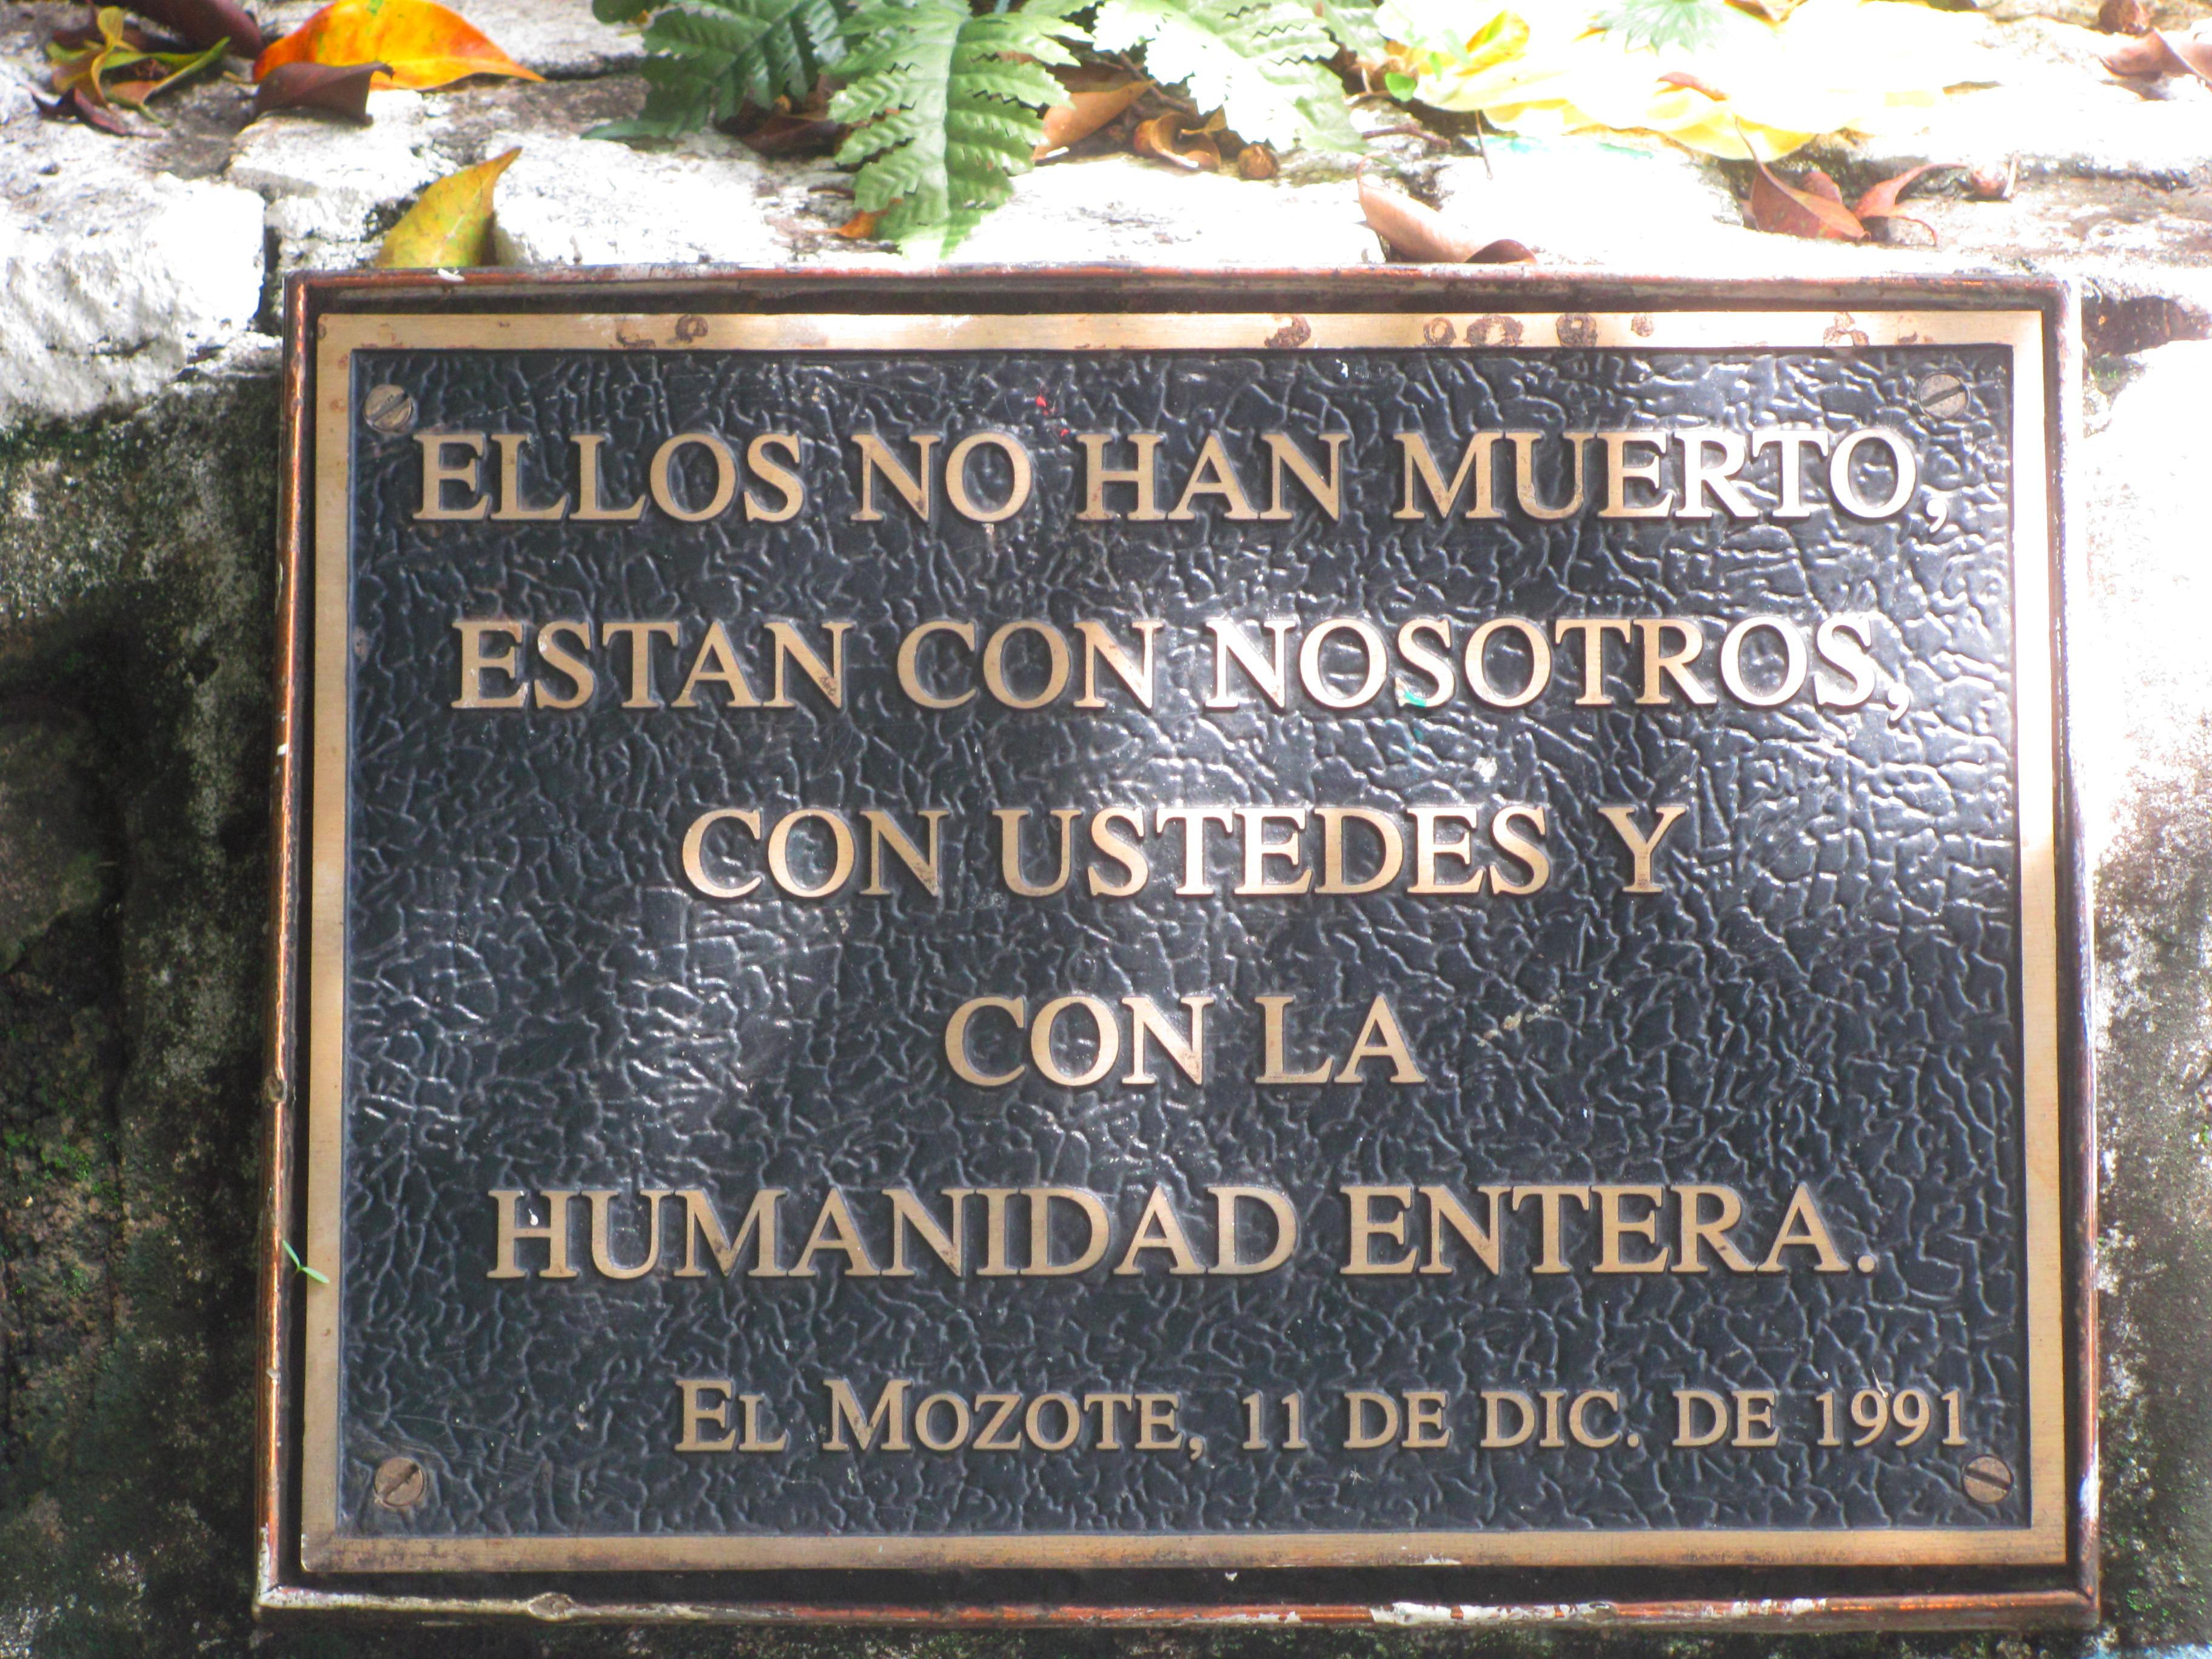 ELLOS NO HAN MUERTO,
ESTAN CON NOSOTROS,
CON USTEDES Y
CON LA
HUMANIDAD ENTERA.
EL MOZOTE, 11 DE DIC. DE 1991